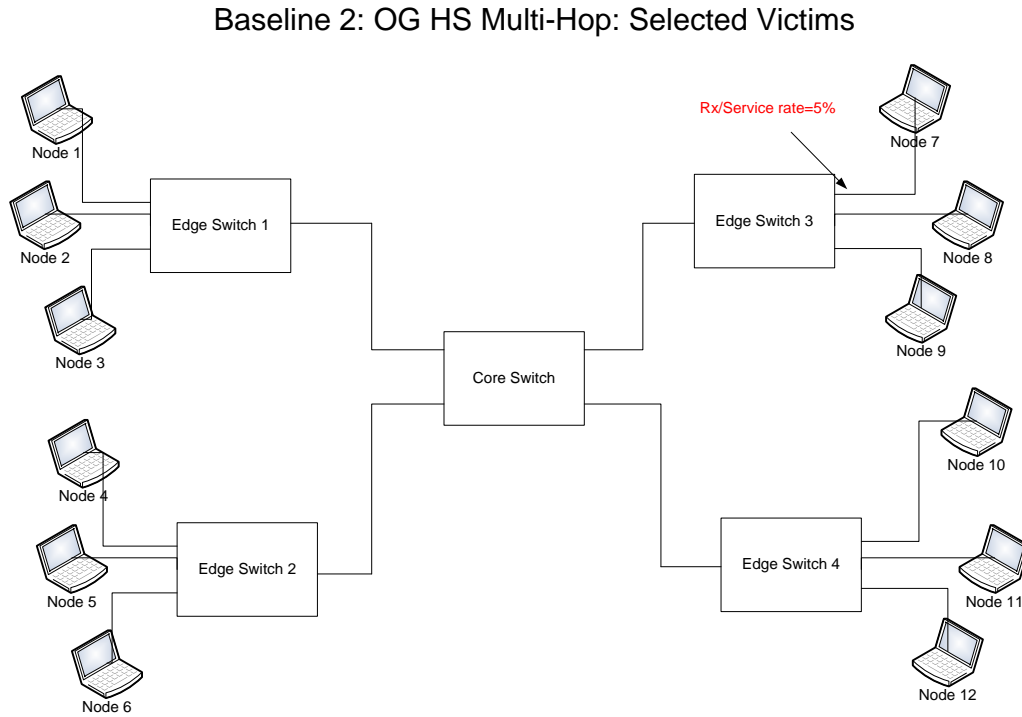 Baseline 2: OG HS Multi-Hop: Selected Victims
Rx/Service rate=5%
Node 1
Node 7
Edge Switch 1
Edge Switch 3
Node 2
Node 8
Node 3
Node 9
Core Switch
Node 4
Node 10
Edge Switch 2
Edge Switch 4
Node 5
Node 11
Node 6
Node 12